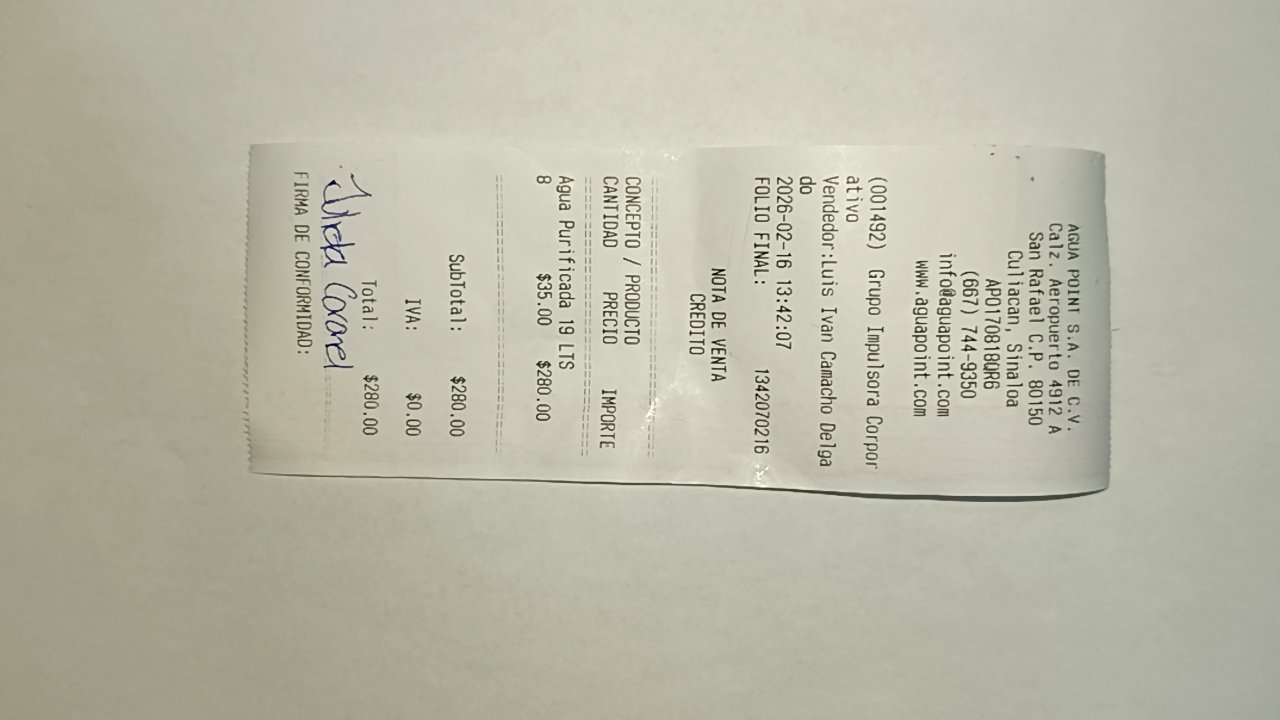 AGUA POINT S.A. DE C.V.
Calz. Aeropuerto 4912 A
San Rafael C.P. 80150
Culiacan, Sinaloa
APO170818QR6
(667) 744-9350
info@aguapoint.com
www.aguapoint.com
(001492) Grupo Impulsora Corpor
ativo
Vendedor:Luis Ivan Camacho Delga
do
2026-02-16 13:42:07
FOLIO FINAL: 1342070216
NOTA DE VENTA
CREDITO
CONCEPTO / PRODUCTO
CANTIDAD PRECIO IMPORTE
Agua Purificada 19 LTS
8 $35.00 $280.00
SubTotal: $280.00
IVA: $0.00
Total: $280.00
Coronel
FIRMA DE CONFORMIDAD: